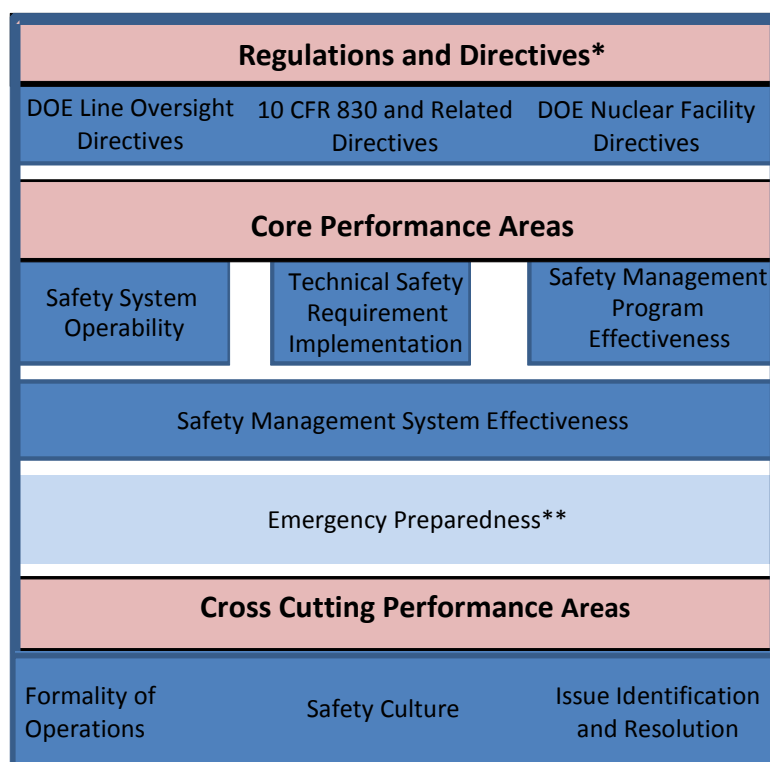 Regulations and Directives*
DOE Line Oversight
Directives
10 CFR 830 and Related
Directives
DOE Nuclear Facility
Directives
Core Performance Areas
Safety System
Operability
Technical Safety
Requirement
Implementation
Safety Management
Program
Effectiveness
Safety Management System Effectiveness
Emergency Preparedness**
Cross Cutting Performance Areas
Formality of
Operations
Safety Culture
Issue Identification
and Resolution